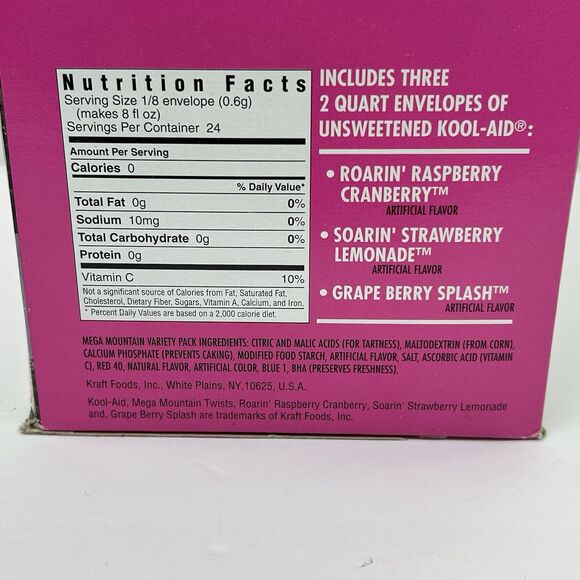 Nutrition Facts
Serving Size 1/8 envelope (0.6g)
(makes 8 fl oz)
Servings Per Container 24
Amount Per Serving
Calories 0
% Daily Value*
Total Fat 0g 0%
Sodium 10mg 0%
Total Carbohydrate 0g 0%
Protein 0g
Vitamin C 10%
Not a significant source of Calories from Fat, Saturated Fat,
Cholesterol, Dietary Fiber, Sugars, Vitamin A, Calcium, and Iron.
* Percent Daily Values are based on a 2,000 calorie diet.
INCLUDES THREE
2 QUART ENVELOPES OF
UNSWEETENED KOOL-AID®:
• ROARIN' RASPBERRY
CRANBERRY™
ARTIFICIAL FLAVOR
• SOARIN' STRAWBERRY
LEMONADE™
ARTIFICIAL FLAVOR
• GRAPE BERRY SPLASH™
ARTIFICIAL FLAVOR
MEGA MOUNTAIN VARIETY PACK INGREDIENTS: CITRIC AND MALIC ACIDS (FOR TARTNESS), MALTODEXTRIN (FROM CORN),
CALCIUM PHOSPHATE (PREVENTS CAKING), MODIFIED FOOD STARCH, ARTIFICIAL FLAVOR, SALT, ASCORBIC ACID (VITAMIN
C), RED 40, NATURAL FLAVOR, ARTIFICIAL COLOR, BLUE 1, BHA (PRESERVES FRESHNESS).
Kraft Foods, Inc., White Plains, NY,10625, U.S.A.
Kool-Aid, Mega Mountain Twists, Roarin' Raspberry Cranberry, Soarin' Strawberry Lemonade
and, Grape Berry Splash are trademarks of Kraft Foods, Inc.